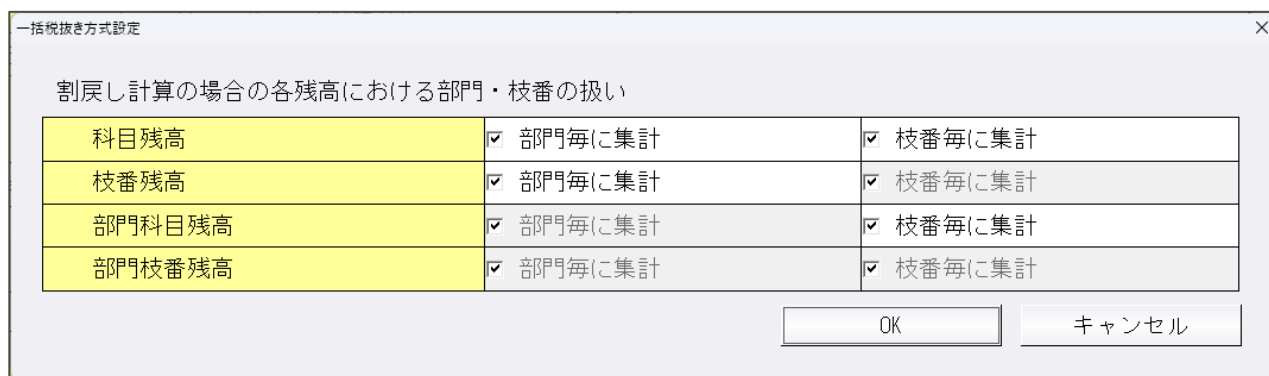 一括税抜き方式設定
割戻し計算の場合の各残高における部門・枝番の扱い
科目残高 部門毎に集計 枝番毎に集計
枝番残高 部門毎に集計 枝番毎に集計
部門科目残高 部門毎に集計 枝番毎に集計
部門枝番残高 部門毎に集計 枝番毎に集計
OK キャンセル